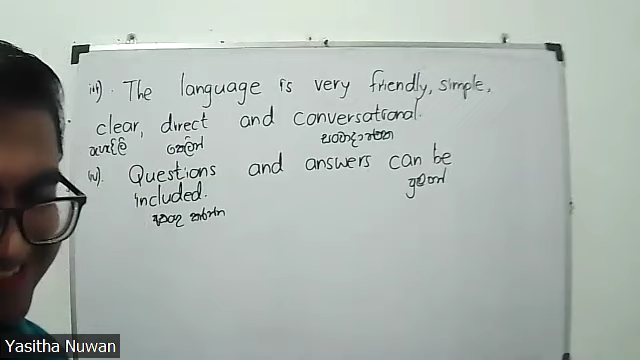 iii). The language is very friendly, simple,
clear, direct and conversational.
පැහැදිලි
iv). Questions and answers can be
included.
Yasitha Nuwan